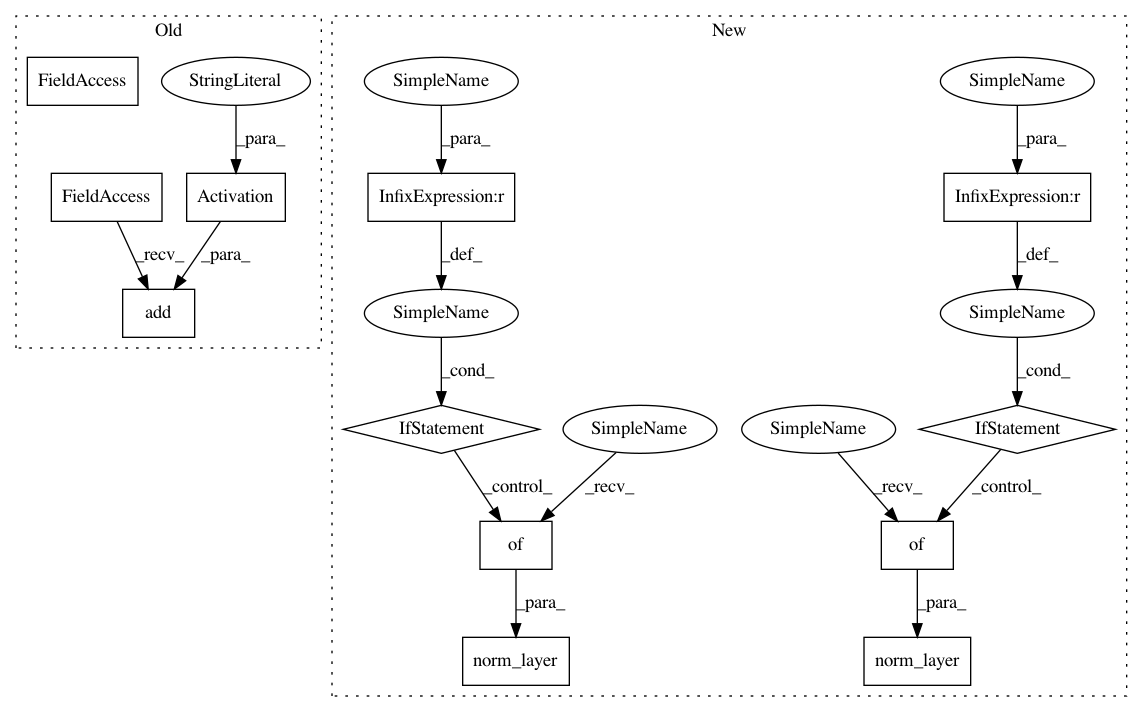 Old
New
FieldAccess
StringLiteral
SimpleName
SimpleName
_para_
_para_
_para_
FieldAccess
Activation
InfixExpression:r
InfixExpression:r
_recv_
_para_
_def_
_def_
add
SimpleName
SimpleName
_cond_
_cond_
IfStatement
SimpleName
SimpleName
IfStatement
_control_
_recv_
_recv_
_control_
of
of
_para_
_para_
norm_layer
norm_layer